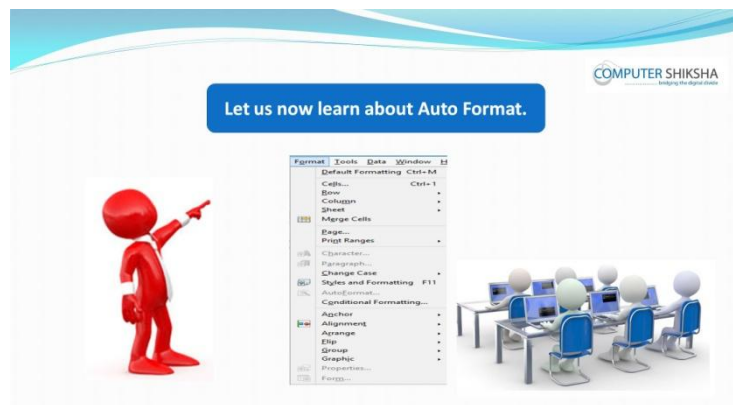 COMPUTER SHIKSHA
bridging the digital divide
Let us now learn about Auto Format.
Format Tools Data Window H
Default Formatting Ctrl+M
Cells... Ctrl+1
Row
Column
Sheet
Merge Cells
Page...
Print Ranges
Character...
Paragraph...
Change Case
Styles and Formatting F11
AutoFormat...
Conditional Formatting...
Anchor
Alignment
Arrange
Flip
Group
Graphic
Properties...
Form...